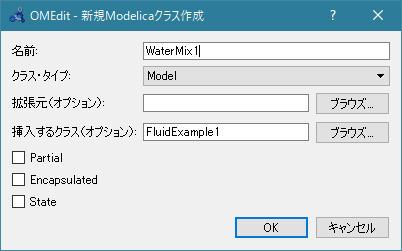 OMEdit - 新規Modelicaクラス作成
名前: WaterMix1
クラス・タイプ: Model
拡張元(オプション): ブラウズ...
挿入するクラス(オプション): FluidExample1 ブラウズ...
Partial
Encapsulated
State
OK キャンセル